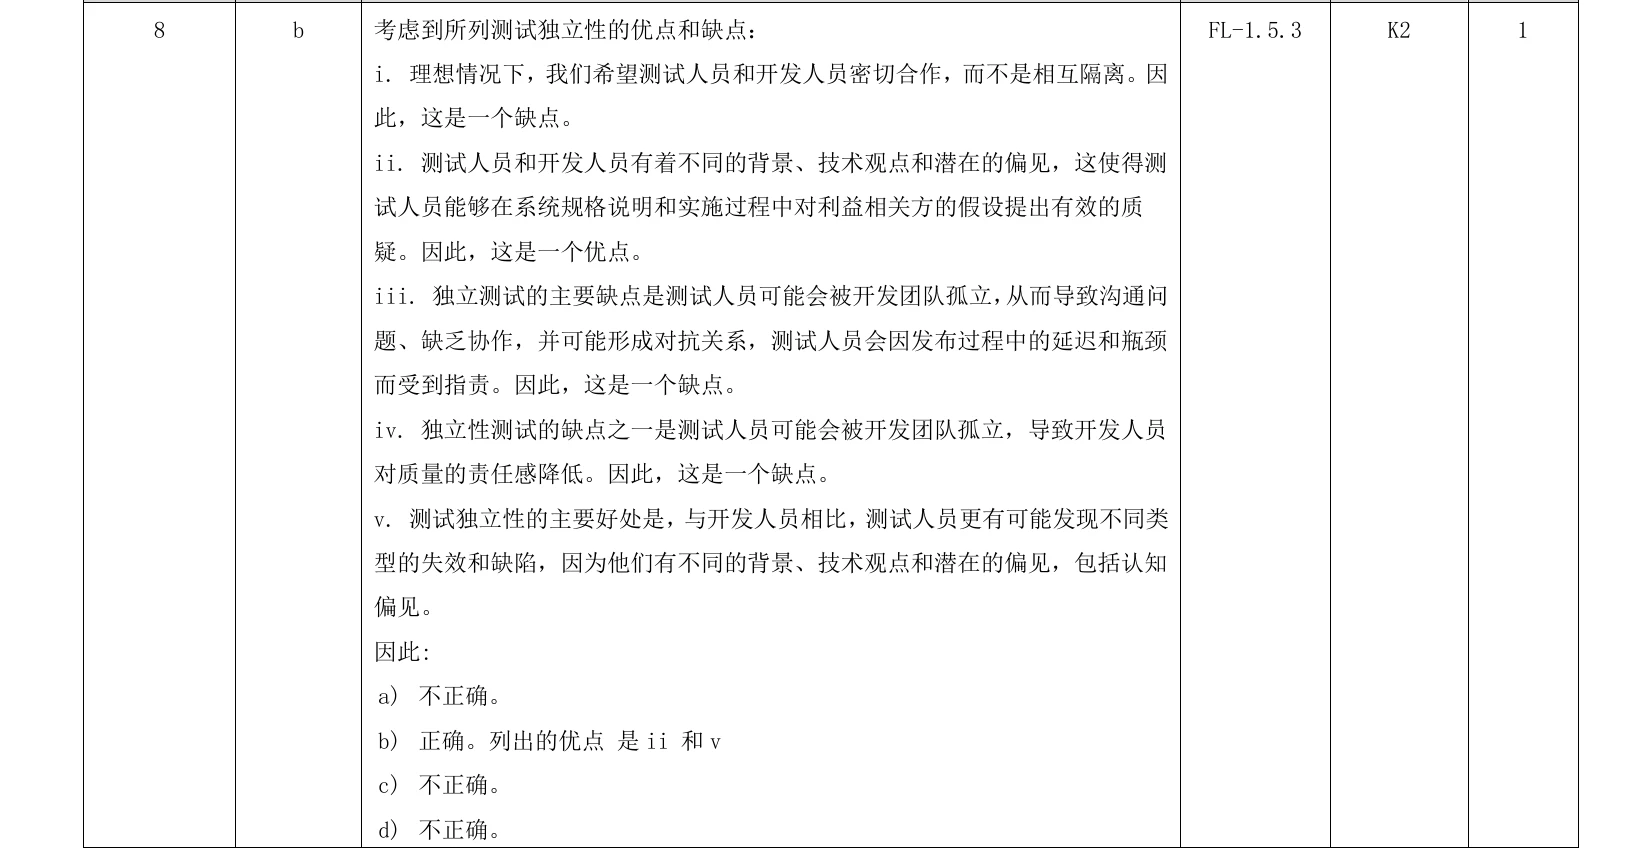 8 b 考虑到所列测试独立性的优点和缺点: FL-1.5.3 K2 1
i. 理想情况下，我们希望测试人员和开发人员密切合作，而不是相互隔离。因
此，这是一个缺点。
ii. 测试人员和开发人员有着不同的背景、技术观点和潜在的偏见，这使得测
试人员能够在系统规格说明和实施过程中对利益相关方的假设提出有效的质
疑。因此，这是一个优点。
iii. 独立测试的主要缺点是测试人员可能会被开发团队孤立，从而导致沟通问
题、缺乏协作，并可能形成对抗关系，测试人员会因发布过程中的延迟和瓶颈
而受到指责。因此，这是一个缺点。
iv. 独立性测试的缺点之一是测试人员可能会被开发团队孤立，导致开发人员
对质量的责任感降低。因此，这是一个缺点。
v. 测试独立性的主要好处是，与开发人员相比，测试人员更有可能发现不同类
型的失效和缺陷，因为他们有不同的背景、技术观点和潜在的偏见，包括认知
偏见。
因此:
a) 不正确。
b) 正确。列出的优点 是 ii 和 v
c) 不正确。
d) 不正确。